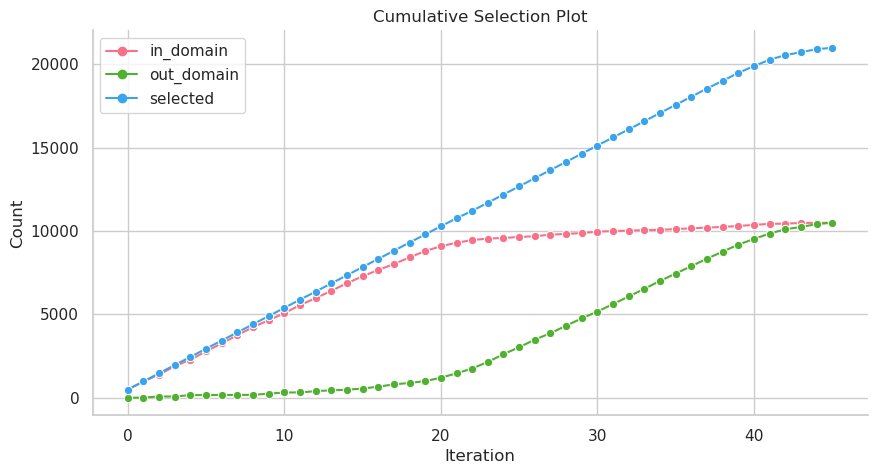 Cumulative Selection Plot
in_domain
out_domain
selected
20000
15000
10000
5000
0
Count
0 10 20 30 40
Iteration